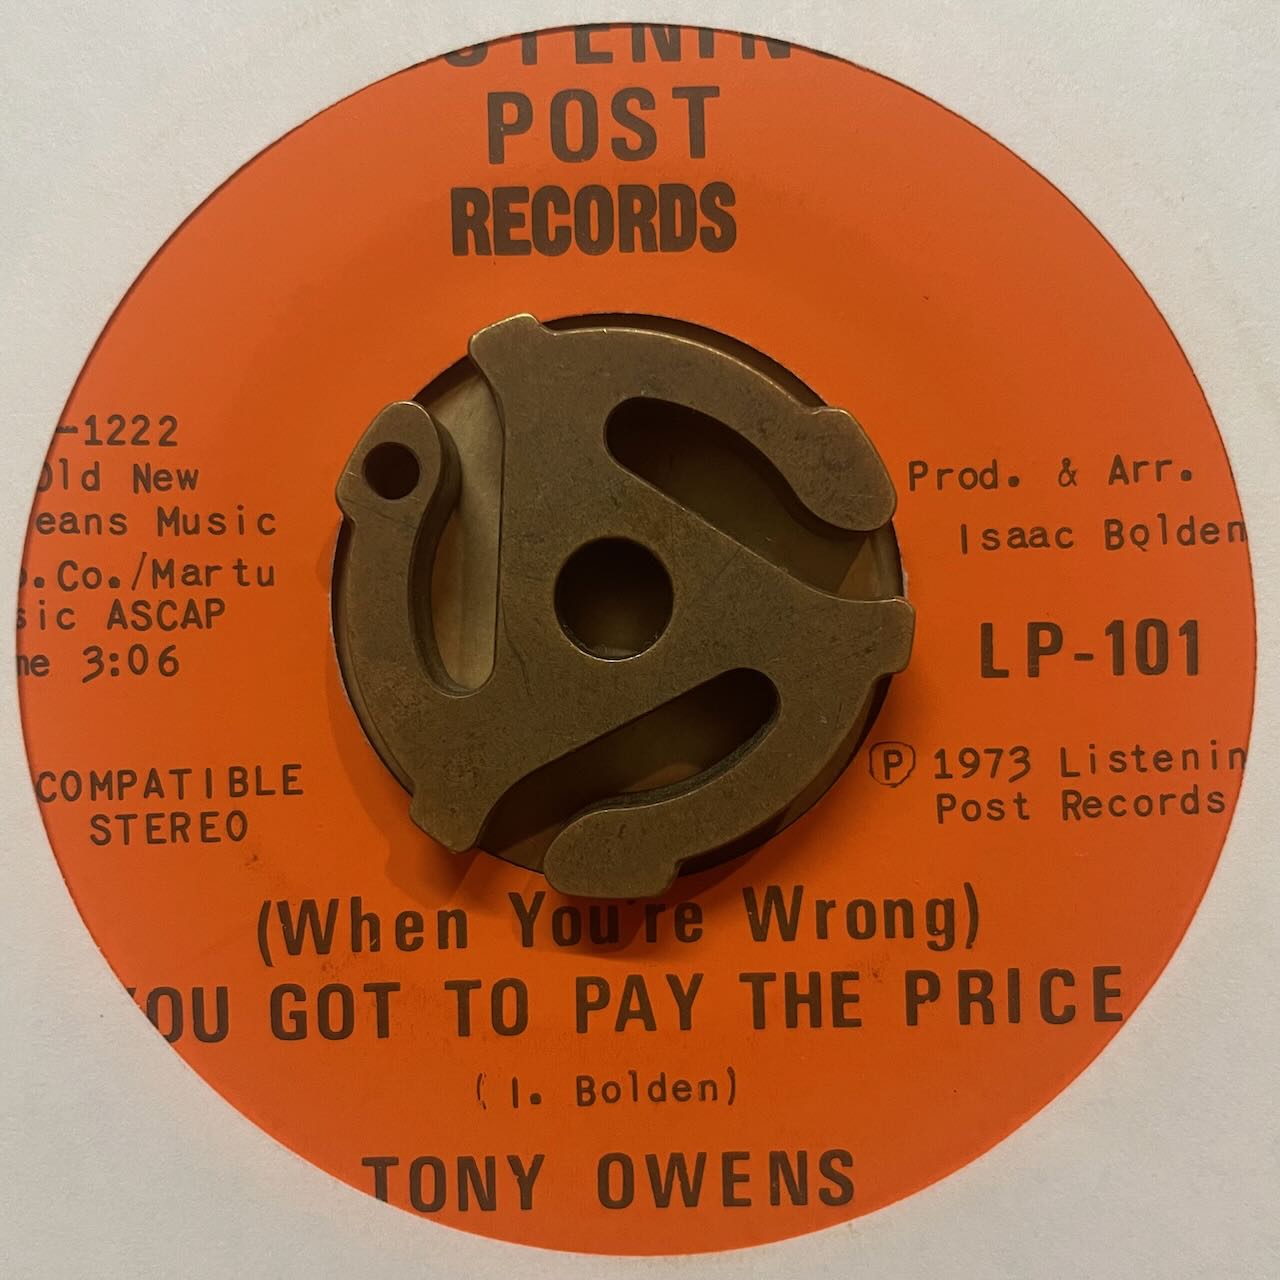 POST
RECORDS
-1222
Old New
eans Music
.Co./Martu
sic ASCAP
me 3:06
COMPATIBLE
STEREO
Prod. & Arr.
Isaac Bolden
LP-101
Ⓟ 1973 Listenin
Post Records
(When You're Wrong)
YOU GOT TO PAY THE PRICE
(I. Bolden)
TONY OWENS